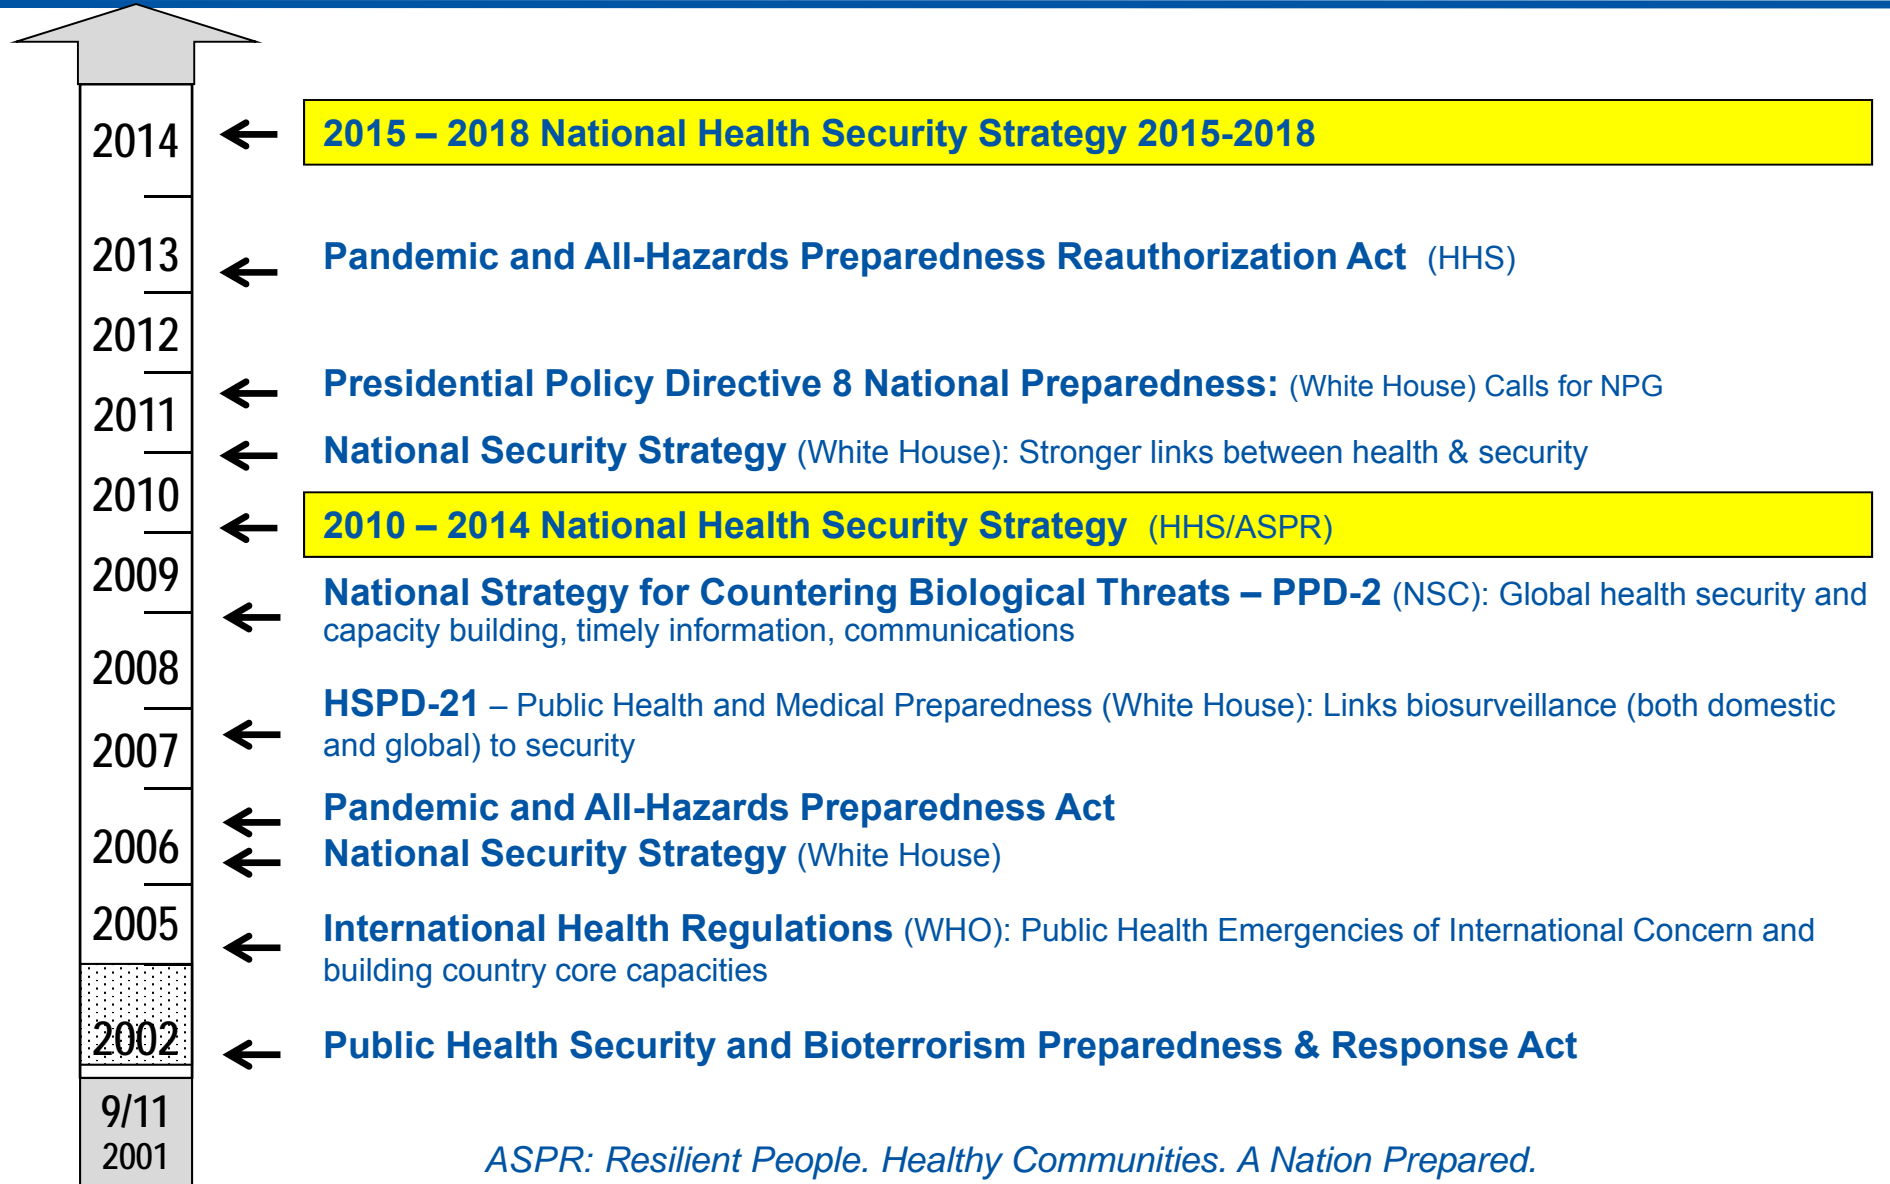 2014
2015 – 2018 National Health Security Strategy 2015-2018
2013
Pandemic and All-Hazards Preparedness Reauthorization Act (HHS)
2012
Presidential Policy Directive 8 National Preparedness: (White House) Calls for NPG
2011
National Security Strategy (White House): Stronger links between health & security
2010
2010 – 2014 National Health Security Strategy (HHS/ASPR)
2009
National Strategy for Countering Biological Threats – PPD-2 (NSC): Global health security and
capacity building, timely information, communications
2008
HSPD-21 – Public Health and Medical Preparedness (White House): Links biosurveillance (both domestic
and global) to security
2007
Pandemic and All-Hazards Preparedness Act
2006
National Security Strategy (White House)
2005
International Health Regulations (WHO): Public Health Emergencies of International Concern and
building country core capacities
2002
Public Health Security and Bioterrorism Preparedness & Response Act
9/11
2001
ASPR: Resilient People. Healthy Communities. A Nation Prepared.